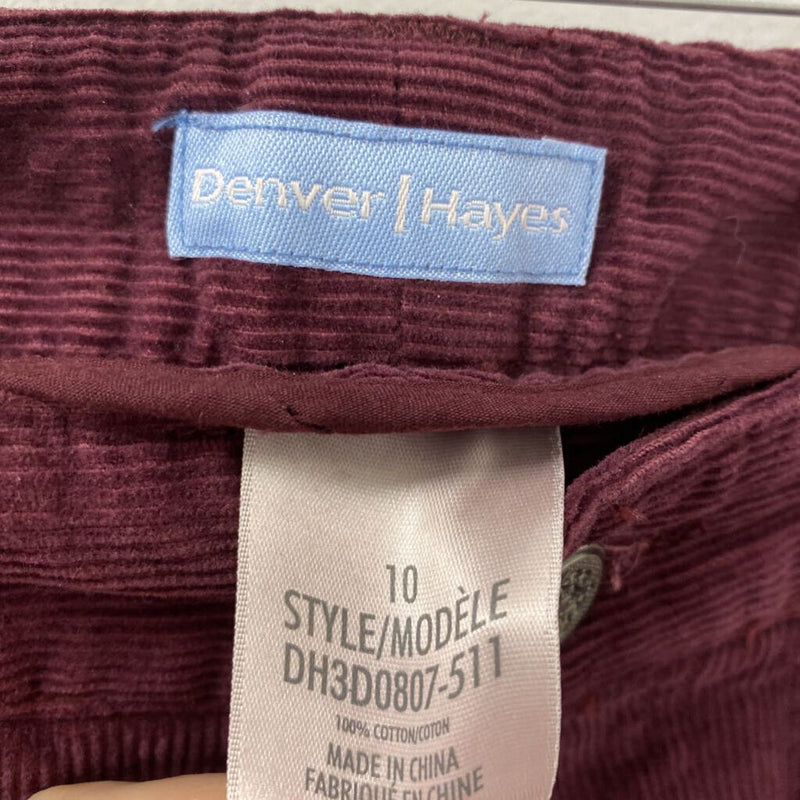 Denver | Hayes
10
STYLE/MODÈLE
DH3D0807-511
100% COTTON/COTON
MADE IN CHINA
FABRIQUÉ EN CHINE